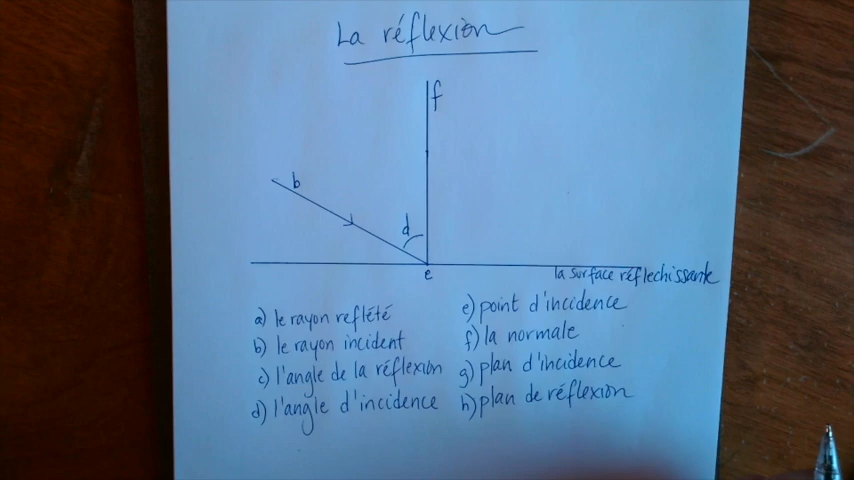 La réflexion
f
b
d
e
la surface réflechissante
a) le rayon reflété
b) le rayon incident
c) l'angle de la réflexion
d) l'angle d'incidence
e) point d'incidence
f) la normale
g) plan d'incidence
h) plan de réflexion